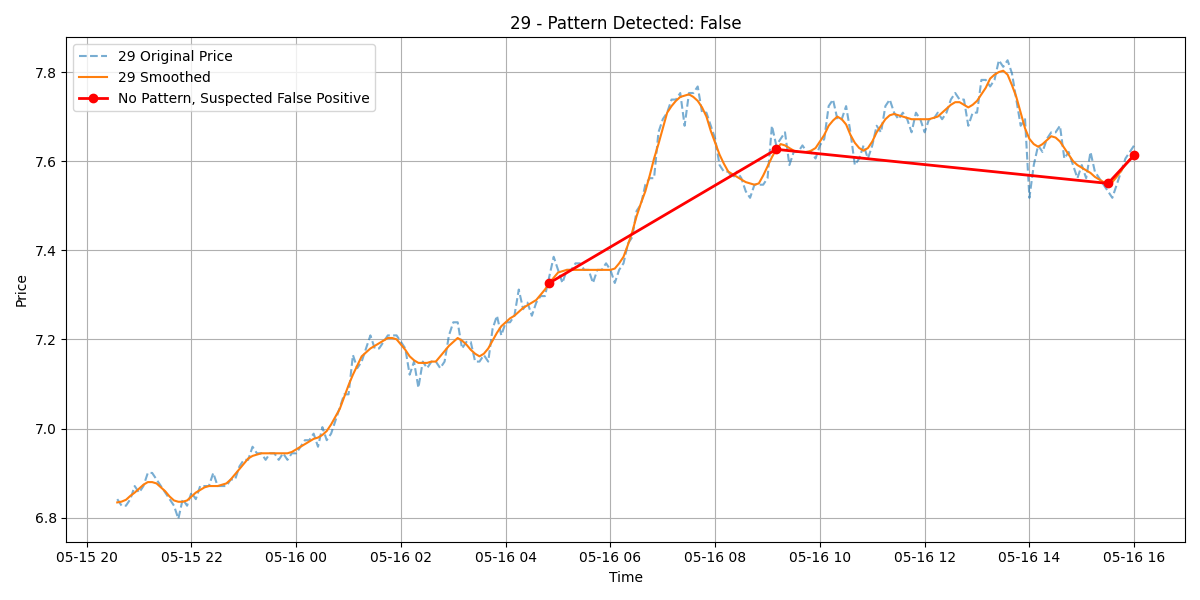 29 - Pattern Detected: False
29 Original Price
29 Smoothed
No Pattern, Suspected False Positive
Price
7.8
7.6
7.4
7.2
7.0
6.8
05-15 20 05-15 22 05-16 00 05-16 02 05-16 04 05-16 06 05-16 08 05-16 10 05-16 12 05-16 14 05-16 16
Time